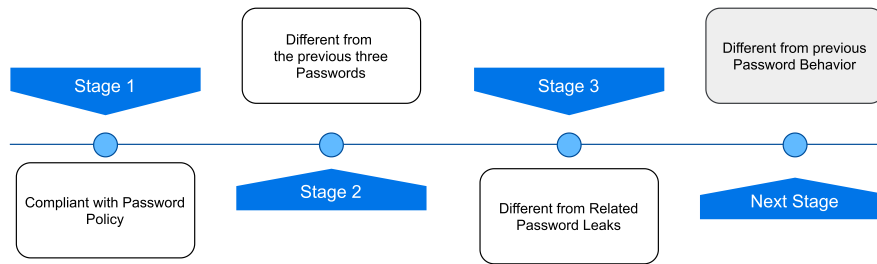 Stage 1
Compliant with Password
Policy
Different from
the previous three
Passwords
Stage 2
Stage 3
Different from Related
Password Leaks
Different from previous
Password Behavior
Next Stage